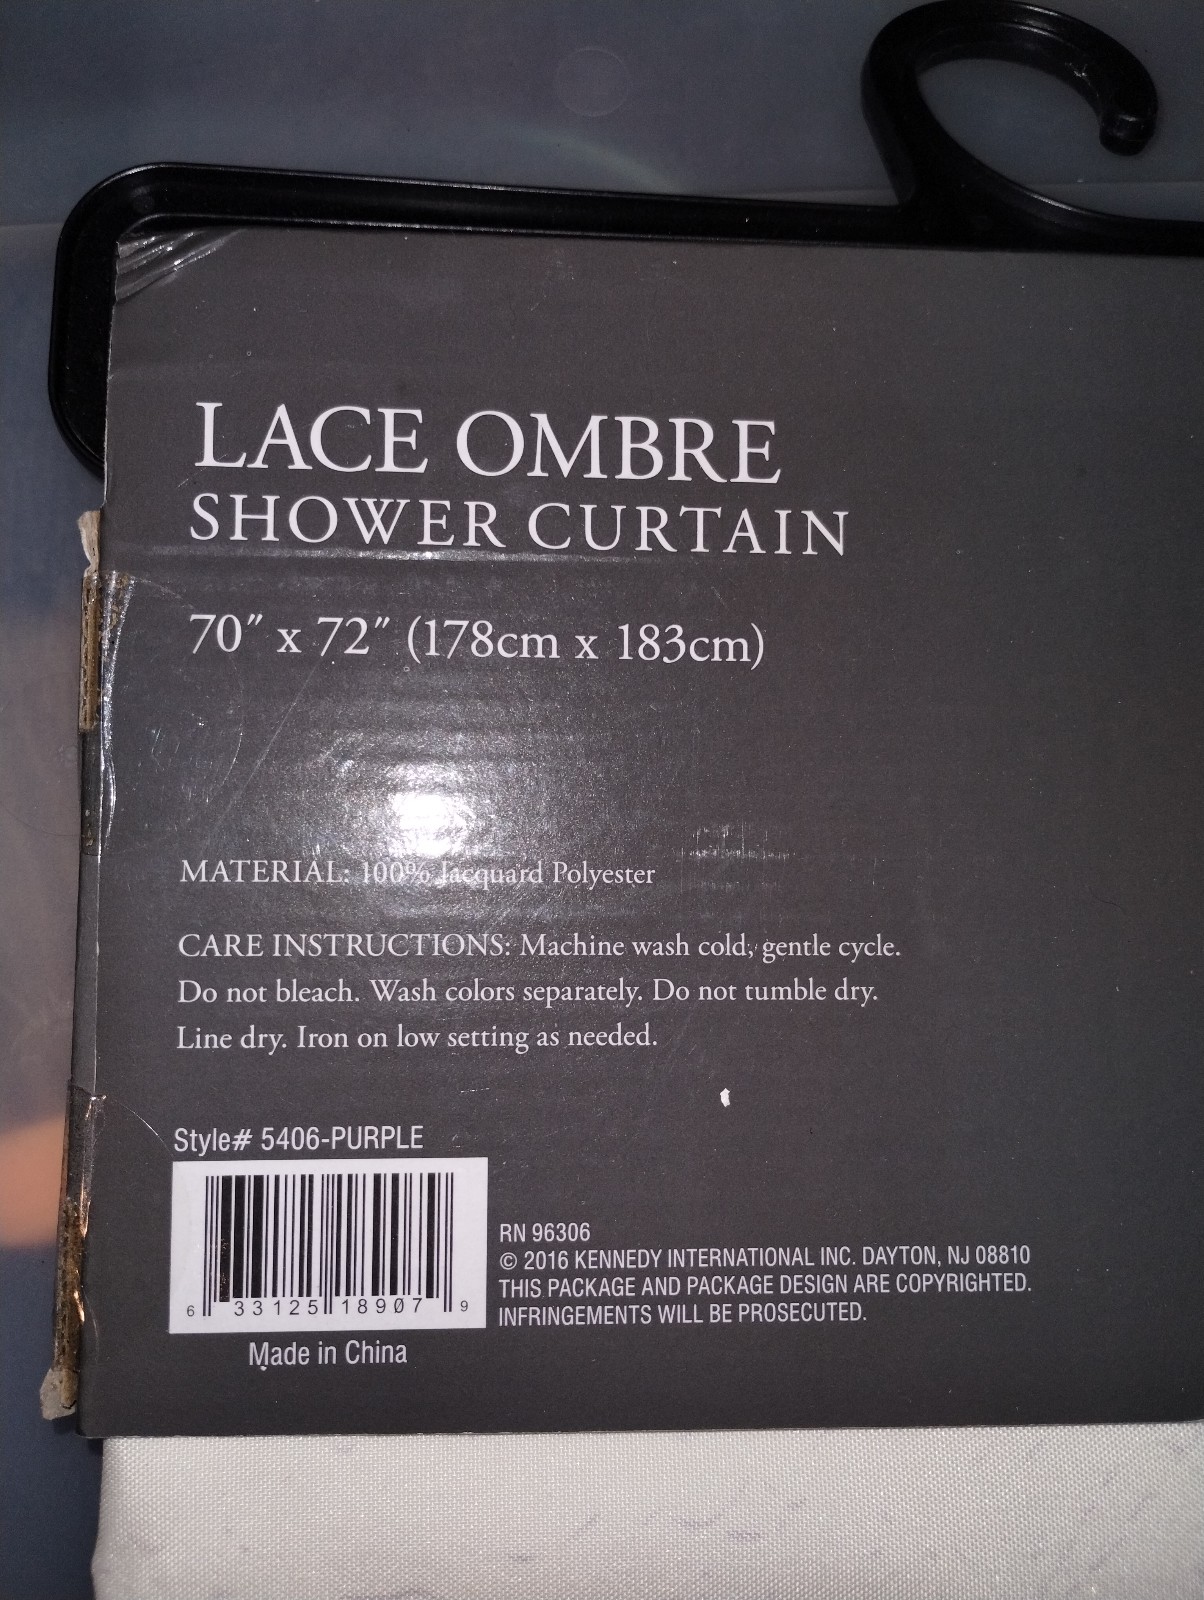 LACE OMBRE
SHOWER CURTAIN
70" x 72" (178cm x 183cm)
MATERIAL: 100% Jacquard Polyester
CARE INSTRUCTIONS: Machine wash cold, gentle cycle.
Do not bleach. Wash colors separately. Do not tumble dry.
Line dry. Iron on low setting as needed.
Style# 5406-PURPLE
6 33125 18907 9
Made in China
RN 96306
© 2016 KENNEDY INTERNATIONAL INC. DAYTON, NJ 08810
THIS PACKAGE AND PACKAGE DESIGN ARE COPYRIGHTED.
INFRINGEMENTS WILL BE PROSECUTED.